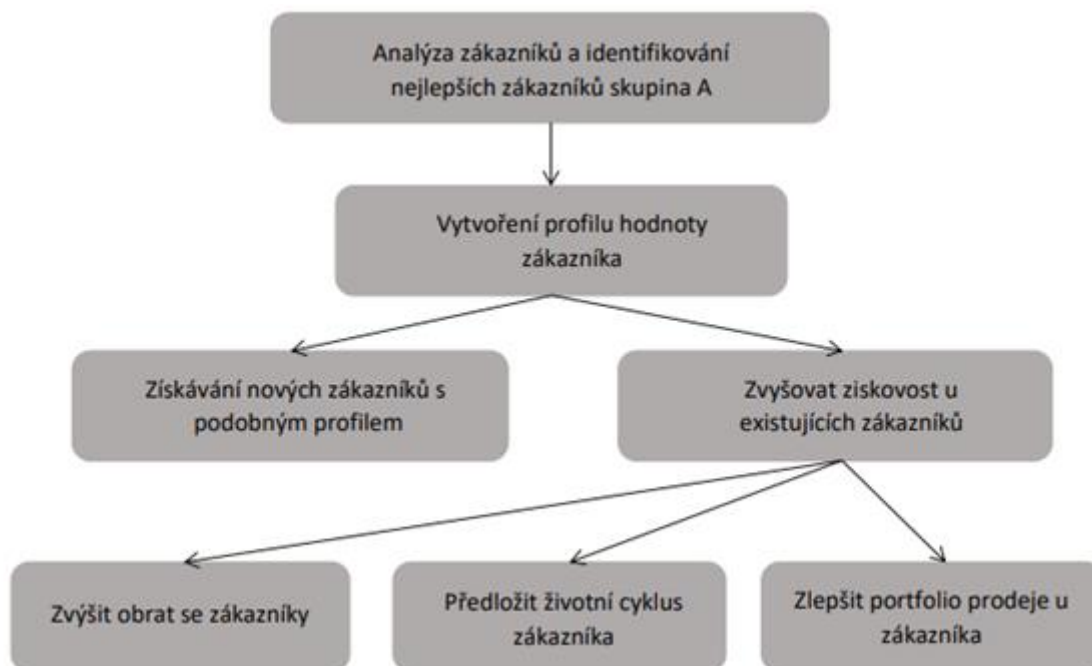 Analýza zákazníků a identifikování
nejlepších zákazníků skupina A
Vytvoření profilu hodnoty
zákazníka
Získávání nových zákazníků s
podobným profilem
Zvyšovat ziskovost u
existujících zákazníků
Zvýšit obrat se zákazníky
Předložit životní cyklus
zákazníka
Zlepšit portfolio prodeje u
zákazníka